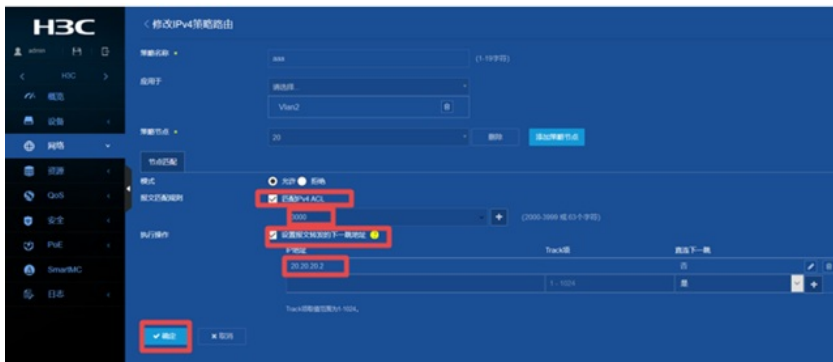 H3C
〈 修改IPv4策略路由
admin
策略名称
aaa
(1-19字符)
H3C
应用于
请选择...
概览
Vlan2
设备
策略节点
20
删除
添加策略节点
网络
节点匹配
资源
模式
允许
拒绝
QoS
报文匹配规则
匹配IPv4 ACL
安全
3000
(2000-3999 或 63个字符)
PoE
执行操作
设置报文转发的下一跳地址
IP地址
Track项
直连下一跳
SmartMC
20.20.20.2
否
日志
1 - 1024
是
Track项取值范围为1-1024。
确定
取消